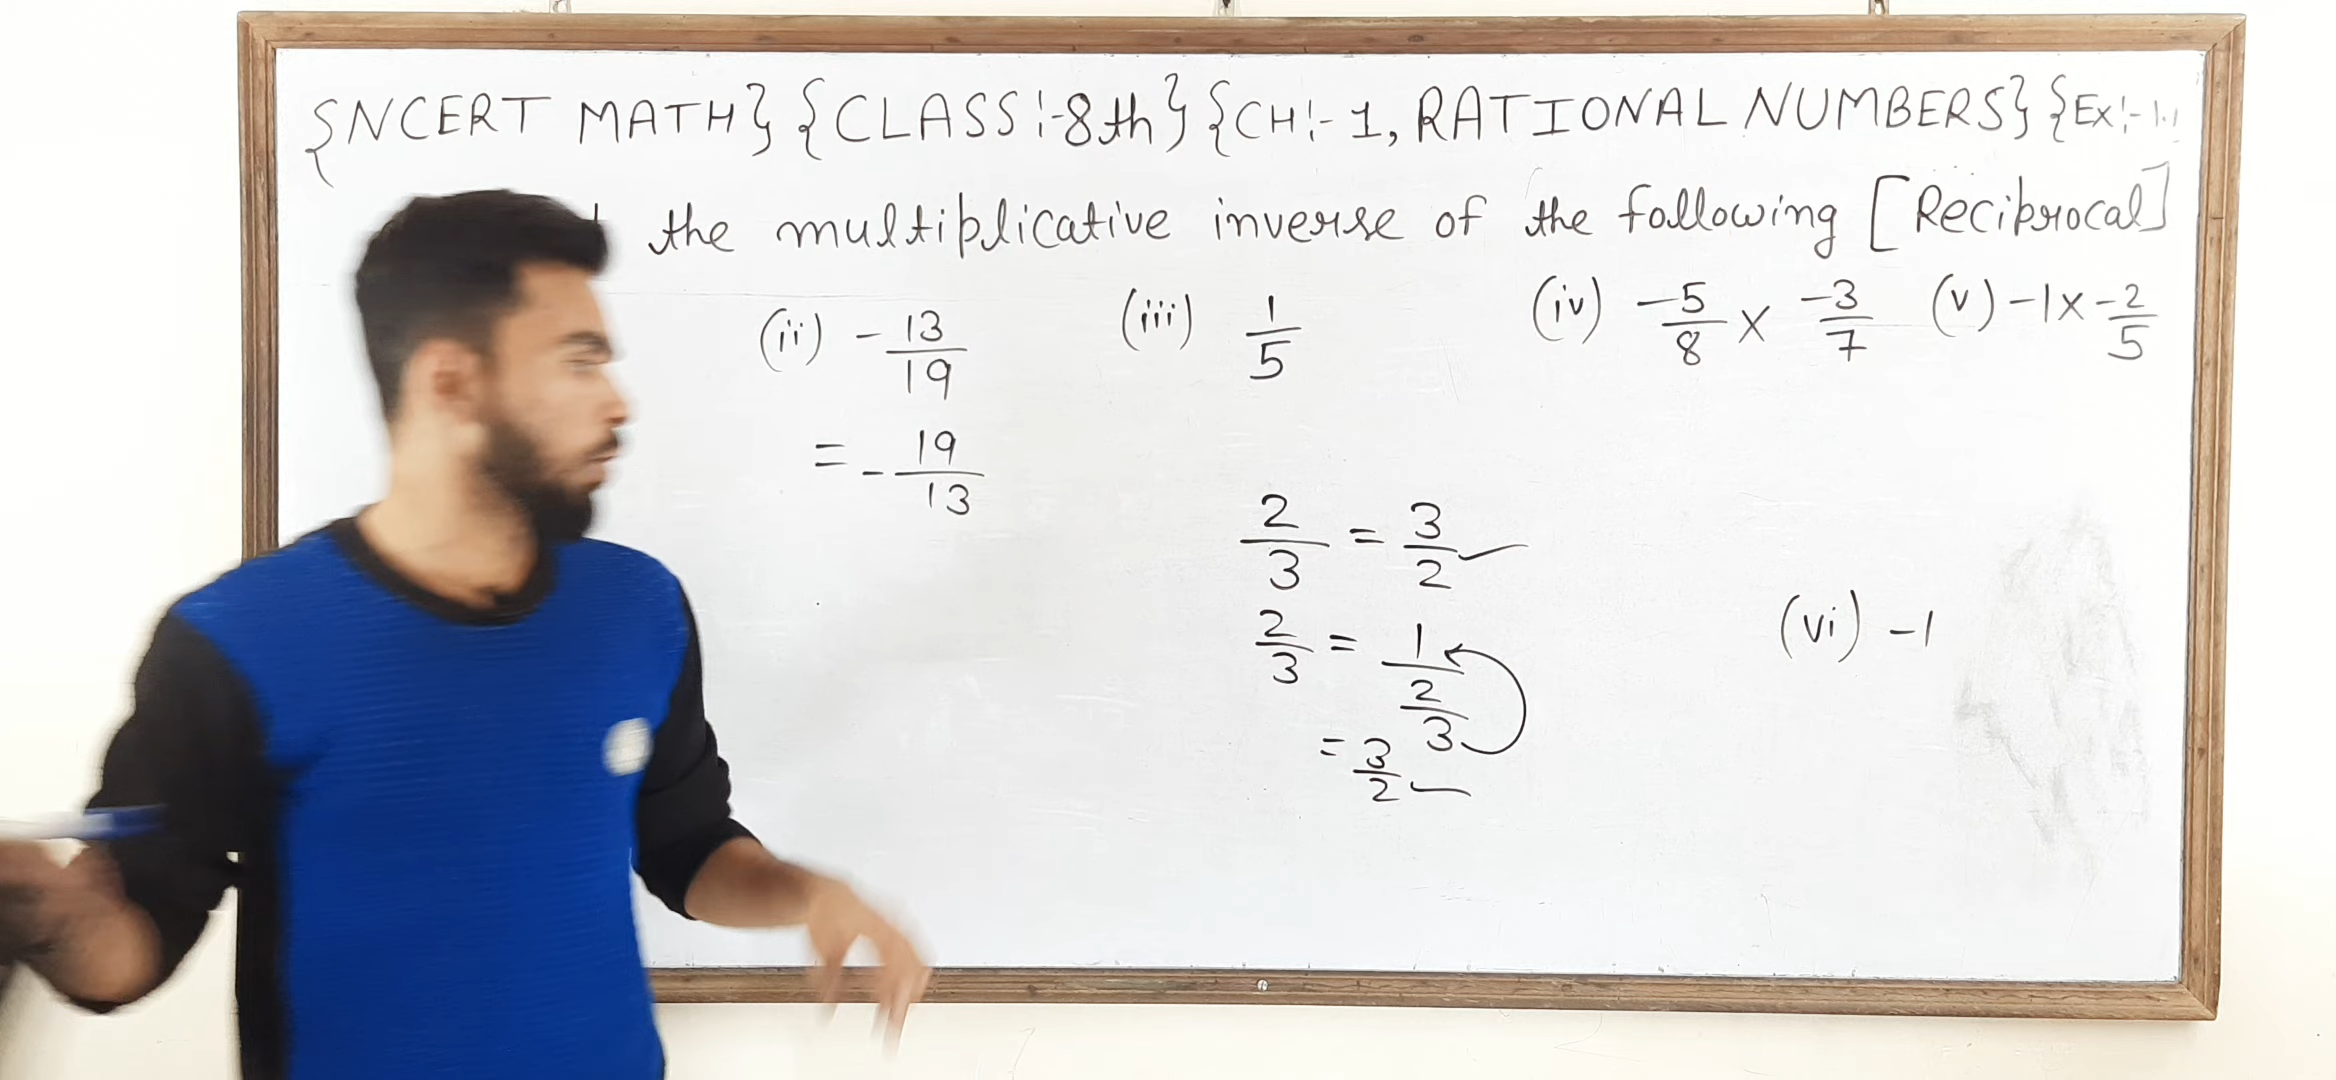 {NCERT MATH} {CLASS:-8th} {CH:- 1, RATIONAL NUMBERS} {Ex:- 1.1
the multiplicative inverse of the following [Reciprocal]
(ii) -13/19 (iii) 1/5 (iv) -5/8 × -3/7 (v) -1 × -2/5
= -19/13
2/3 = 3/2
2/3 = 1/(2/3)
= 3/2
(vi) -1